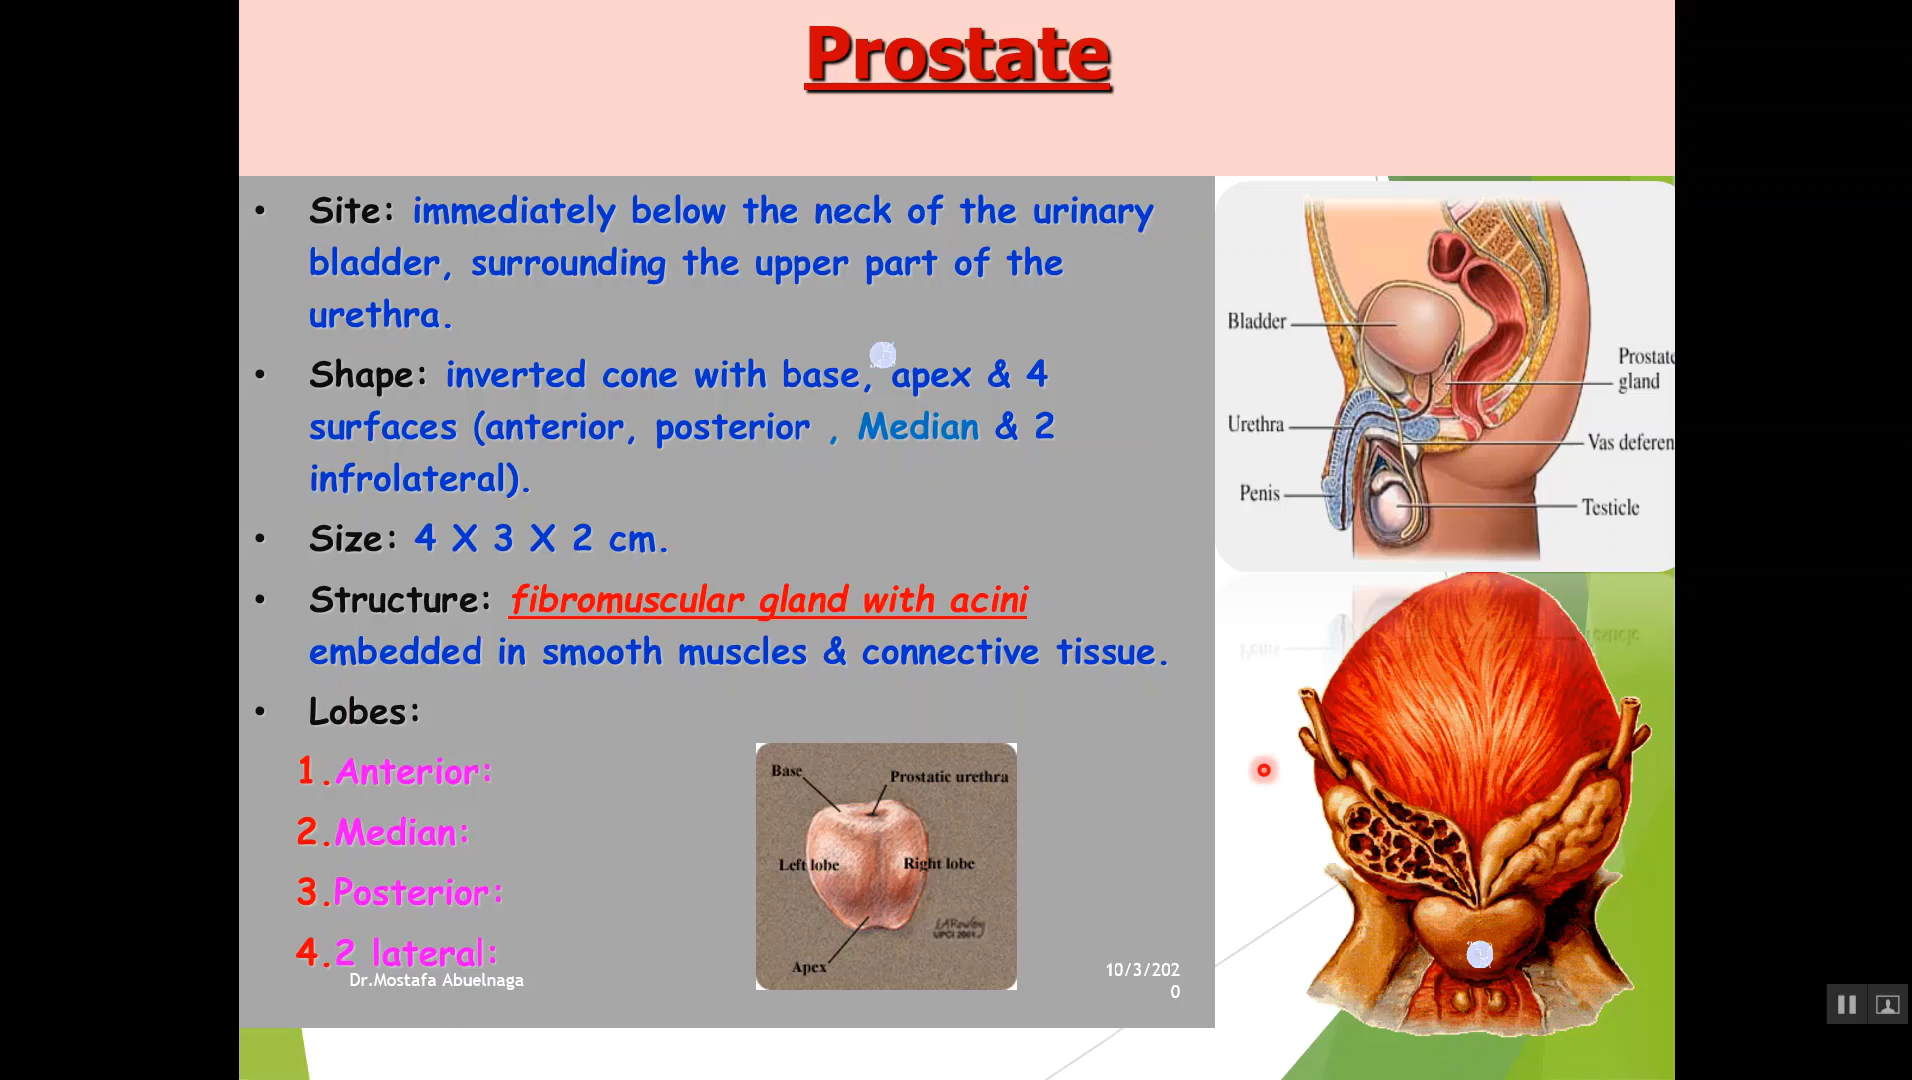 Prostate
• Site: immediately below the neck of the urinary
bladder, surrounding the upper part of the
urethra.
• Shape: inverted cone with base, apex & 4
surfaces (anterior, posterior , Median & 2
infrolateral).
• Size: 4 X 3 X 2 cm.
• Structure: fibromuscular gland with acini
embedded in smooth muscles & connective tissue.
• Lobes:
1.Anterior:
2.Median:
3.Posterior:
4.2 lateral:
Dr.Mostafa Abuelnaga
10/3/202
0
Base
Prostatic urethra
Left lobe
Right lobe
Apex
UPCI 2001
Bladder
Prostate
gland
Urethra
Vas deferen
Penis
Testicle